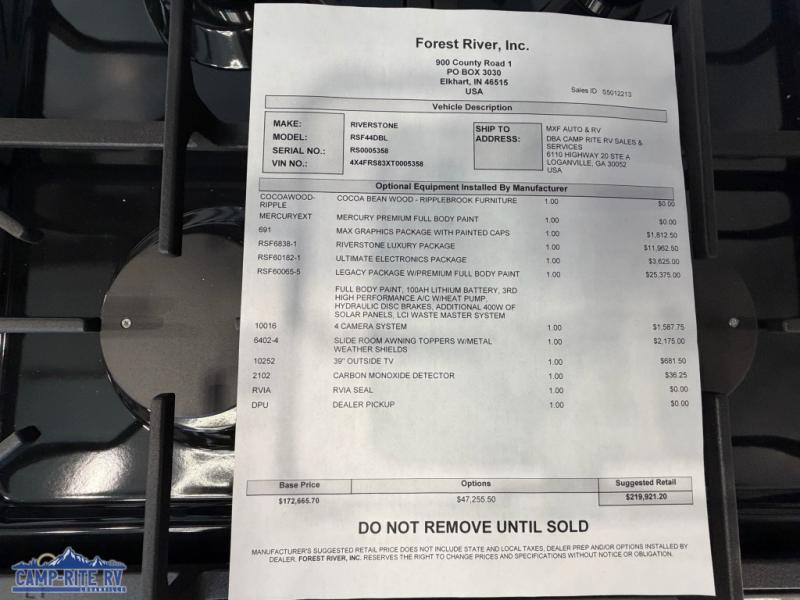 Forest River, Inc.
900 County Road 1
PO BOX 3030
Elkhart, IN 46515
USA
Sales ID S5012213
Vehicle Description
MAKE: RIVERSTONE
MODEL: RSF44DBL
SERIAL NO.: RS0005358
VIN NO.: 4X4FRS83XT0005358
SHIP TO ADDRESS:
MXF AUTO & RV
DBA CAMP RITE RV SALES &
SERVICES
6110 HIGHWAY 20 STE A
LOGANVILLE, GA 30052
USA
Optional Equipment Installed By Manufacturer
COCOAWOOD-RIPPLE COCOA BEAN WOOD - RIPPLEBROOK FURNITURE 1.00 $0.00
MERCURYEXT MERCURY PREMIUM FULL BODY PAINT 1.00 $0.00
691 MAX GRAPHICS PACKAGE WITH PAINTED CAPS 1.00 $1,812.50
RSF6838-1 RIVERSTONE LUXURY PACKAGE 1.00 $11,962.50
RSF60182-1 ULTIMATE ELECTRONICS PACKAGE 1.00 $3,625.00
RSF60065-5 LEGACY PACKAGE W/PREMIUM FULL BODY PAINT 1.00 $25,375.00
FULL BODY PAINT, 100AH LITHIUM BATTERY, 3RD
HIGH PERFORMANCE A/C W/HEAT PUMP,
HYDRAULIC DISC BRAKES, ADDITIONAL 400W OF
SOLAR PANELS, LCI WASTE MASTER SYSTEM
10016 4 CAMERA SYSTEM 1.00 $1,587.75
6402-4 SLIDE ROOM AWNING TOPPERS W/METAL 1.00 $2,175.00
WEATHER SHIELDS
10252 39" OUTSIDE TV 1.00 $681.50
2102 CARBON MONOXIDE DETECTOR 1.00 $36.25
RVIA RVIA SEAL 1.00 $0.00
DPU DEALER PICKUP 1.00 $0.00
Base Price Options Suggested Retail
$172,665.70 $47,255.50 $219,921.20
DO NOT REMOVE UNTIL SOLD
MANUFACTURER'S SUGGESTED RETAIL PRICE DOES NOT INCLUDE STATE AND LOCAL TAXES, DEALER PREP AND/OR OPTIONS INSTALLED BY
DEALER. FOREST RIVER, INC. RESERVES THE RIGHT TO CHANGE PRICES AND SPECIFICATIONS WITHOUT NOTICE OR OBLIGATION.
CAMP-RITE RV
LOGANVILLE